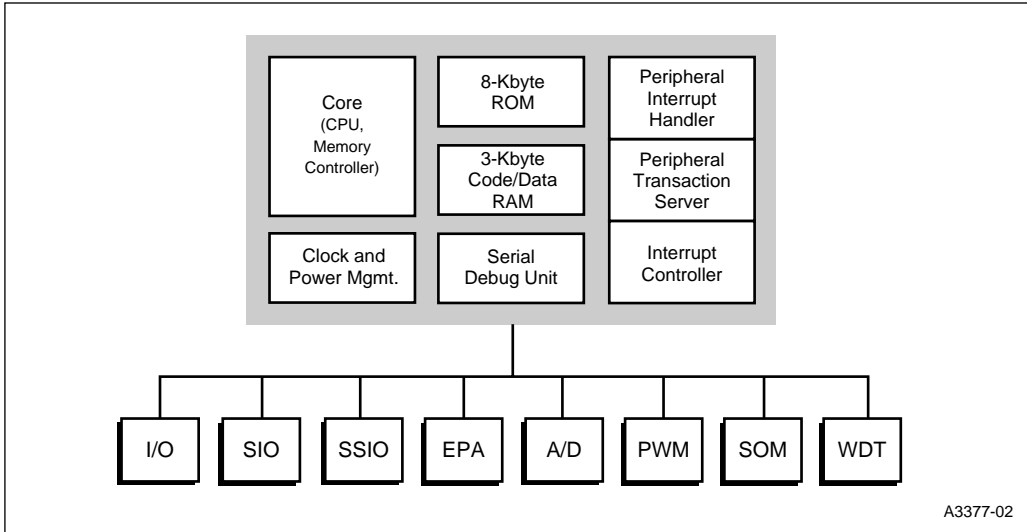 Core
(CPU,
Memory
Controller)
8-Kbyte
ROM
Peripheral
Interrupt
Handler
3-Kbyte
Code/Data
RAM
Peripheral
Transaction
Server
Clock and
Power Mgmt.
Serial
Debug Unit
Interrupt
Controller
I/O
SIO
SSIO
EPA
A/D
PWM
SOM
WDT
A3377-02